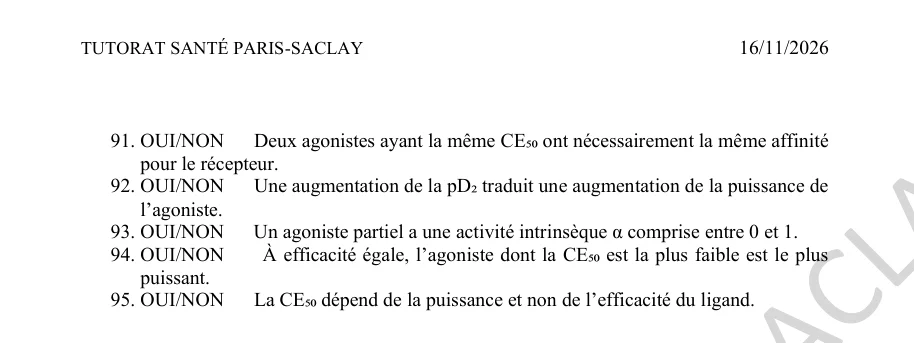 TUTORAT SANTÉ PARIS-SACLAY 16/11/2026
91. OUI/NON Deux agonistes ayant la même CE₅₀ ont nécessairement la même affinité
pour le récepteur.
92. OUI/NON Une augmentation de la pD₂ traduit une augmentation de la puissance de
l’agoniste.
93. OUI/NON Un agoniste partiel a une activité intrinsèque α comprise entre 0 et 1.
94. OUI/NON À efficacité égale, l’agoniste dont la CE₅₀ est la plus faible est le plus
puissant.
95. OUI/NON La CE₅₀ dépend de la puissance et non de l’efficacité du ligand.
ACLA